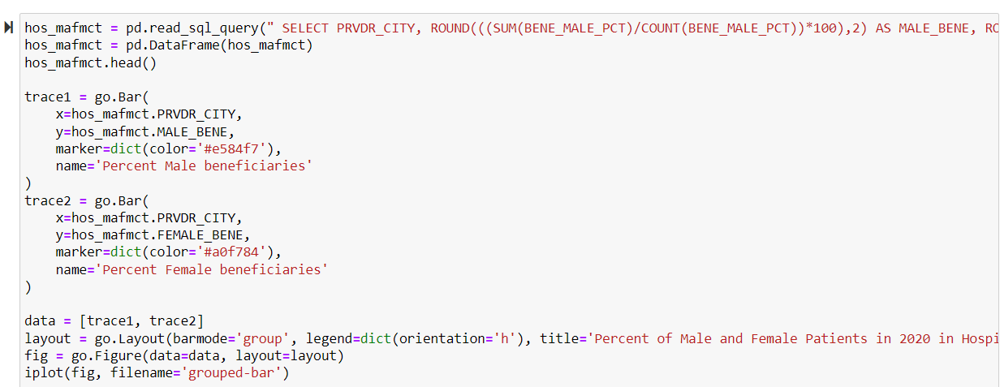 hos_mafmct = pd.read_sql_query(" SELECT PRVDR_CITY, ROUND(((SUM(BENE_MALE_PCT)/COUNT(BENE_MALE_PCT))*100),2) AS MALE_BENE, RO
hos_mafmct = pd.DataFrame(hos_mafmct)
hos_mafmct.head()
trace1 = go.Bar(
    x=hos_mafmct.PRVDR_CITY,
    y=hos_mafmct.MALE_BENE,
    marker=dict(color='#e584f7'),
    name='Percent Male beneficiaries'
)
trace2 = go.Bar(
    x=hos_mafmct.PRVDR_CITY,
    y=hos_mafmct.FEMALE_BENE,
    marker=dict(color='#a0f784'),
    name='Percent Female beneficiaries'
)
data = [trace1, trace2]
layout = go.Layout(barmode='group', legend=dict(orientation='h'), title='Percent of Male and Female Patients in 2020 in Hospi
fig = go.Figure(data=data, layout=layout)
iplot(fig, filename='grouped-bar')